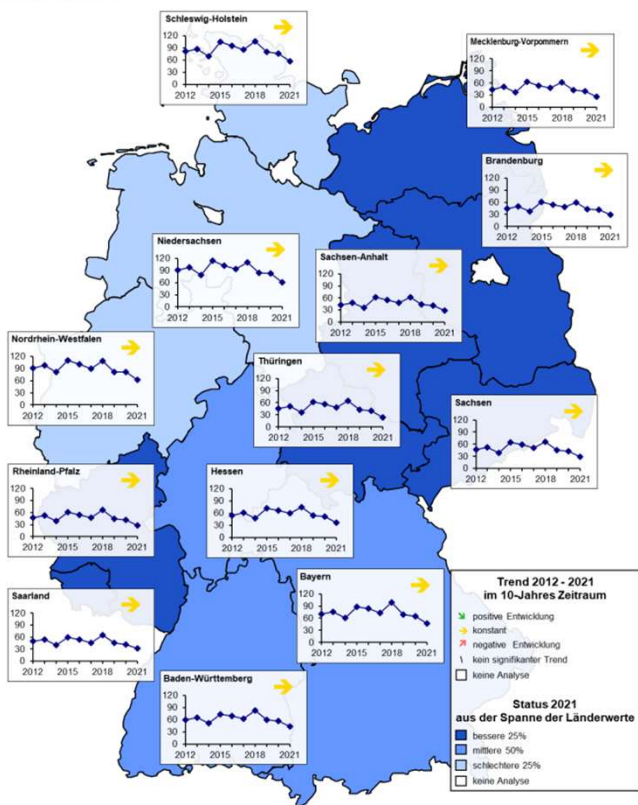 Schleswig-Holstein
120
90
60
30
0
2012 2015 2018 2021
Mecklenburg-Vorpommern
120
90
60
30
0
2012 2015 2018 2021
Brandenburg
120
90
60
30
0
2012 2015 2018 2021
Niedersachsen
120
90
60
30
0
2012 2015 2018 2021
Sachsen-Anhalt
120
90
60
30
0
2012 2015 2018 2021
Nordrhein-Westfalen
120
90
60
30
0
2012 2015 2018 2021
Thüringen
120
90
60
30
0
2012 2015 2018 2021
Sachsen
120
90
60
30
0
2012 2015 2018 2021
Rheinland-Pfalz
120
90
60
30
0
2012 2015 2018 2021
Hessen
120
90
60
30
0
2012 2015 2018 2021
Saarland
120
90
60
30
0
2012 2015 2018 2021
Bayern
120
90
60
30
0
2012 2015 2018 2021
Baden-Württemberg
120
90
60
30
0
2012 2015 2018 2021
Trend 2012 - 2021
im 10-Jahres Zeitraum
positive Entwicklung
konstant
negative Entwicklung
kein signifikanter Trend
keine Analyse
Status 2021
aus der Spanne der Länderwerte
bessere 25%
mittlere 50%
schlechtere 25%
keine Analyse